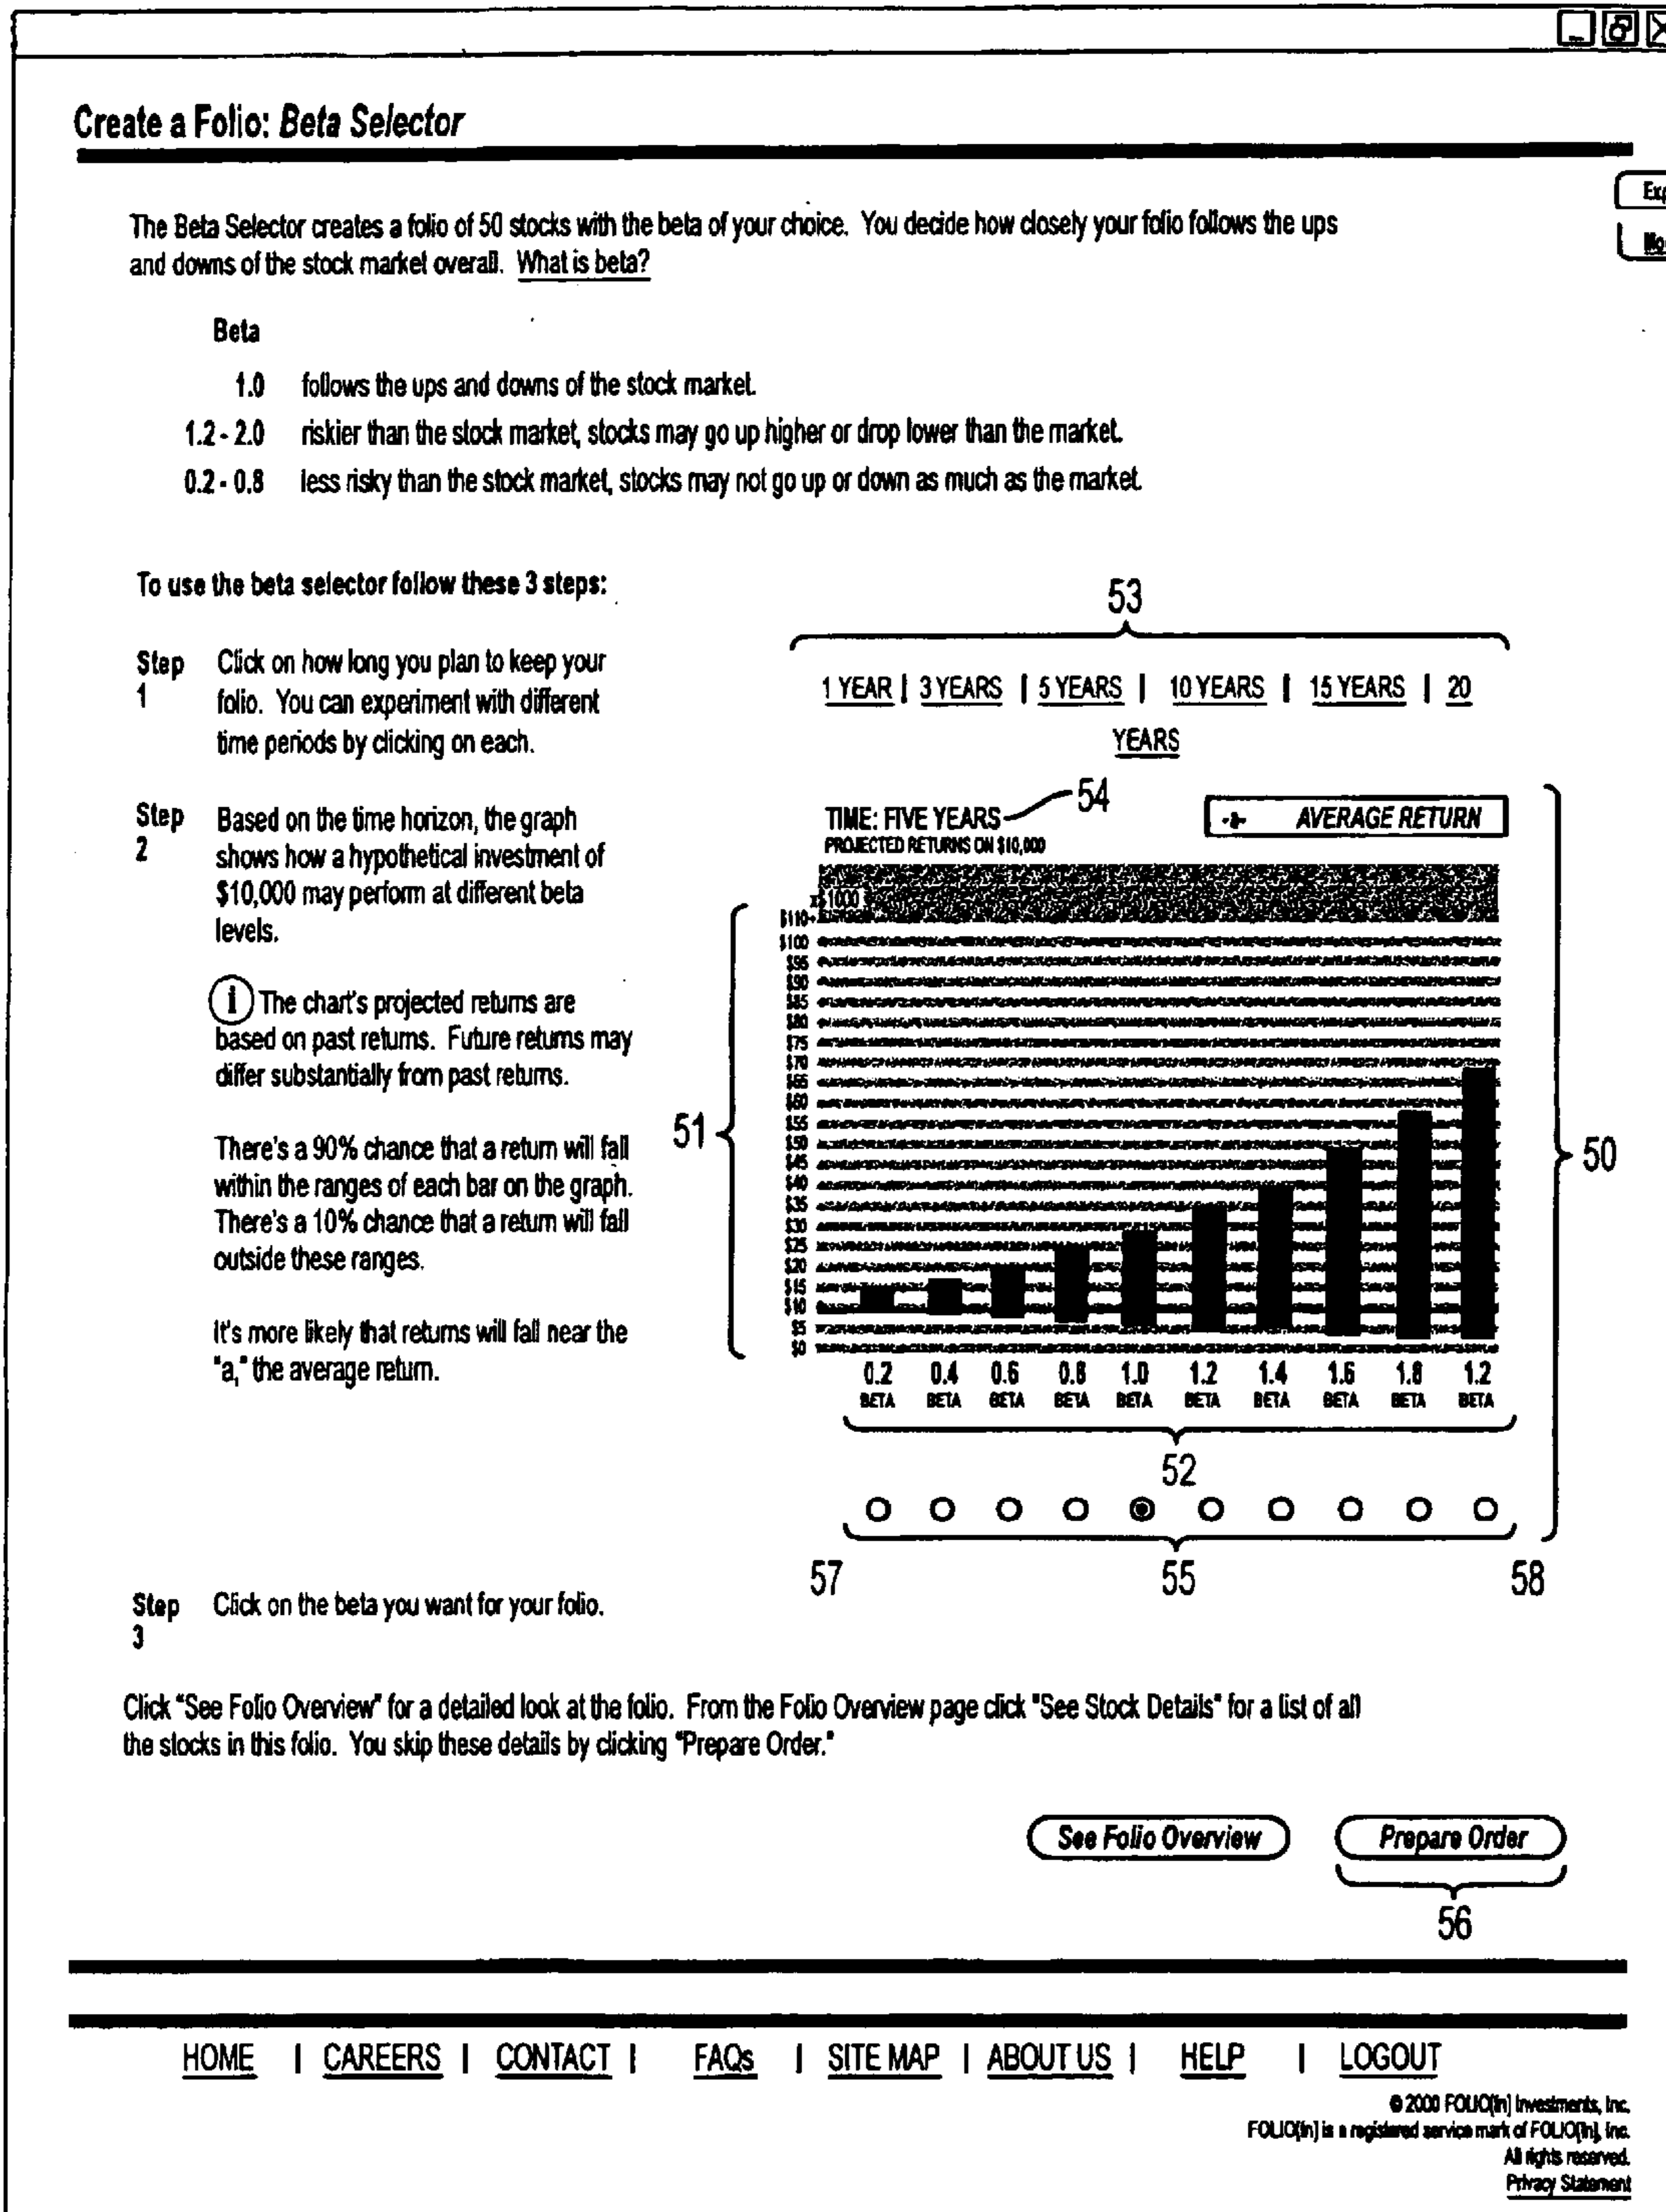 Create a Folio: Beta Selector
The Beta Selector creates a folio of 50 stocks with the beta of your choice. You decide how closely your folio follows the ups
and downs of the stock market overall. What is beta?
Beta
1.0 follows the ups and downs of the stock market.
1.2 - 2.0 riskier than the stock market, stocks may go up higher or drop lower than the market.
0.2 - 0.8 less risky than the stock market, stocks may not go up or down as much as the market.
To use the beta selector follow these 3 steps:
Step 1 Click on how long you plan to keep your
folio. You can experiment with different
time periods by clicking on each.
Step 2 Based on the time horizon, the graph
shows how a hypothetical investment of
$10,000 may perform at different beta
levels.
i The chart's projected returns are
based on past returns. Future returns may
differ substantially from past returns.
There's a 90% chance that a return will fall
within the ranges of each bar on the graph.
There's a 10% chance that a return will fall
outside these ranges.
It's more likely that returns will fall near the
"a," the average return.
53
1 YEAR | 3 YEARS | 5 YEARS | 10 YEARS | 15 YEARS | 20
YEARS
54
TIME: FIVE YEARS
-a- AVERAGE RETURN
PROJECTED RETURNS ON $10,000
x$1000
$110+
$100
$95
$90
$85
$80
$75
$70
$65
$60
$55
$50
$45
$40
$35
$30
$25
$20
$15
$10
$5
$0
51
50
0.2 0.4 0.6 0.8 1.0 1.2 1.4 1.6 1.8 1.2
BETA BETA BETA BETA BETA BETA BETA BETA BETA BETA
52
57 55 58
Step 3 Click on the beta you want for your folio.
Click "See Folio Overview" for a detailed look at the folio. From the Folio Overview page click "See Stock Details" for a list of all
the stocks in this folio. You skip these details by clicking "Prepare Order."
See Folio Overview Prepare Order
56
HOME | CAREERS | CONTACT | FAQs | SITE MAP | ABOUT US | HELP | LOGOUT
© 2000 FOLIO[fn] Investments, Inc.
FOLIO[fn] is a registered service mark of FOLIO[fn], Inc.
All rights reserved.
Privacy Statement